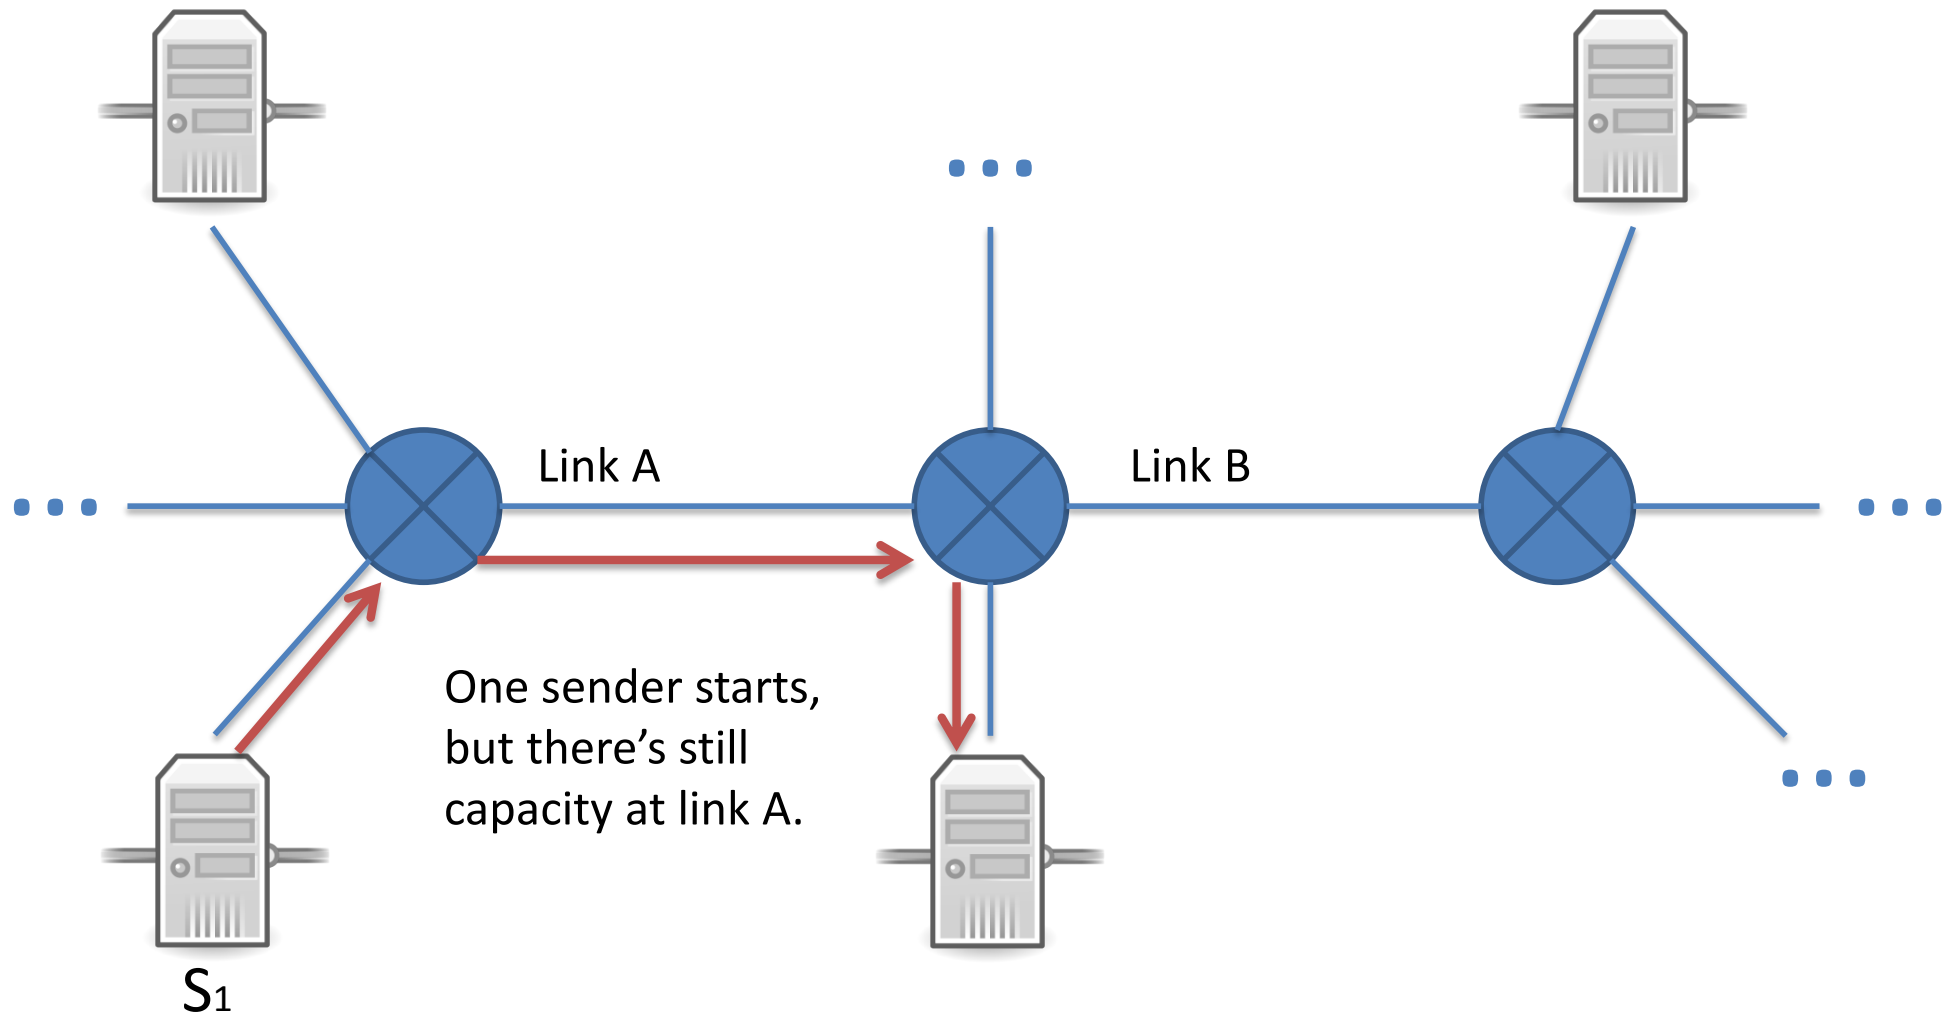 Link A
Link B
One sender starts,
but there’s still
capacity at link A.
S1